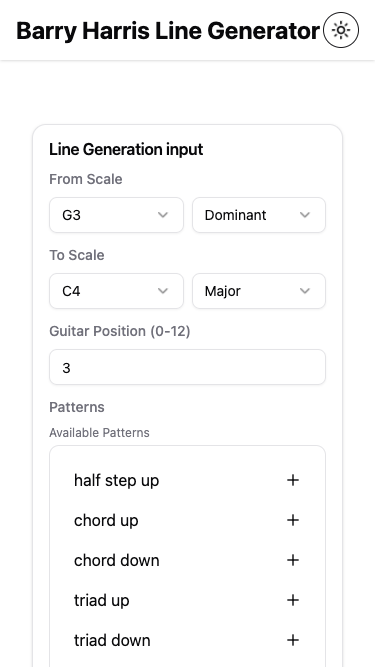 Barry Harris Line Generator
Line Generation input
From Scale
G3 Dominant
To Scale
C4 Major
Guitar Position (0-12)
3
Patterns
Available Patterns
half step up
chord up
chord down
triad up
triad down